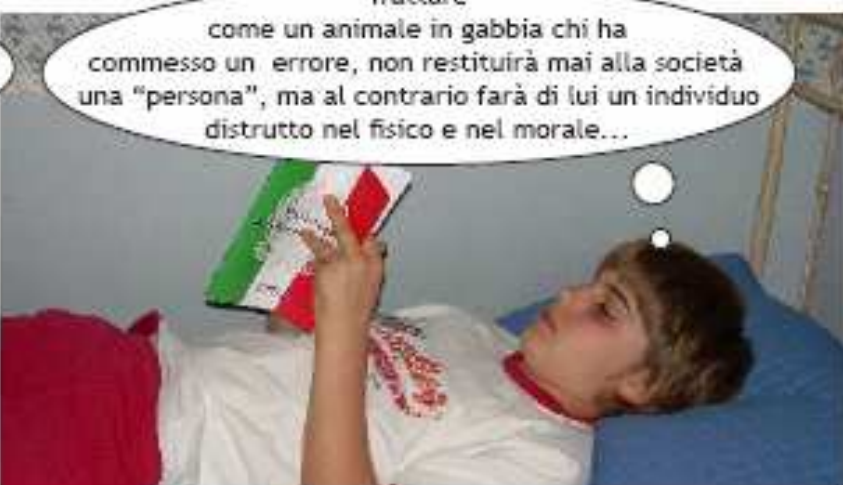 come un animale in gabbia chi ha
commesso un errore, non restituirà mai alla società
una “persona”, ma al contrario farà di lui un individuo
distrutto nel fisico e nel morale...